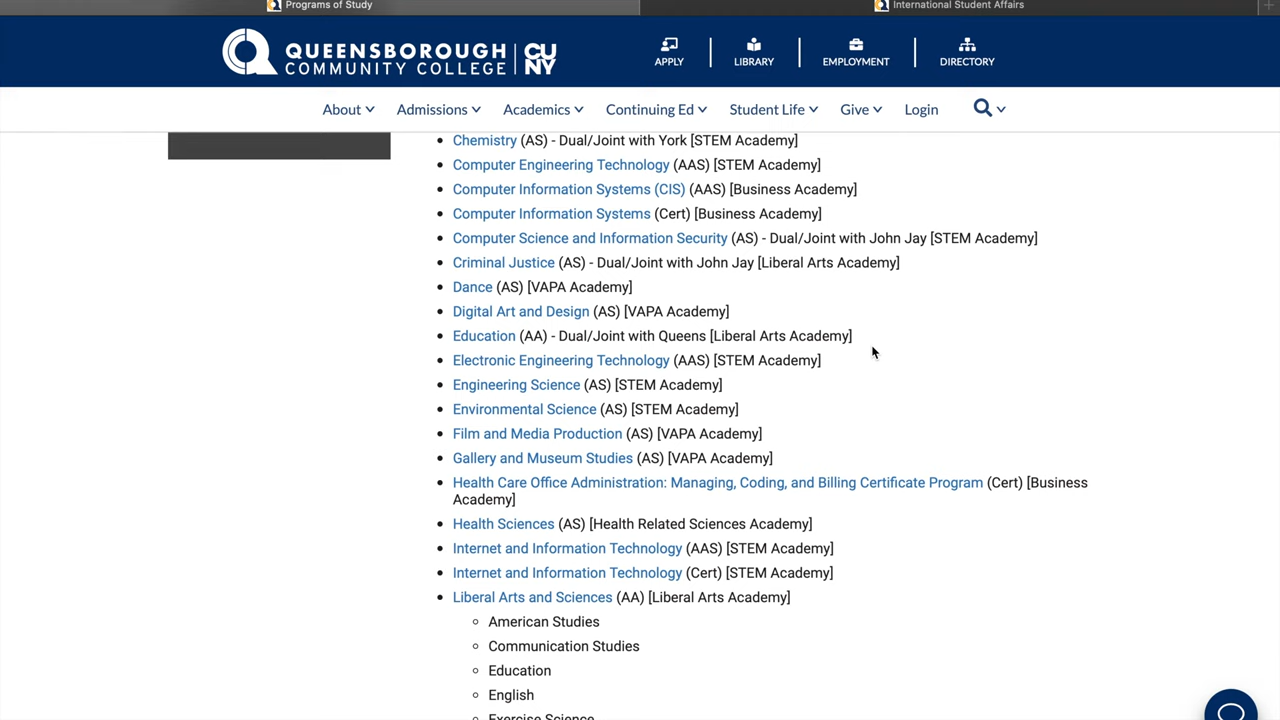 Programs of Study
International Student Affairs
QUEENSBOROUGH
COMMUNITY COLLEGE
CU
NY
APPLY
LIBRARY
EMPLOYMENT
DIRECTORY
About
Admissions
Academics
Continuing Ed
Student Life
Give
Login
Chemistry (AS) - Dual/Joint with York [STEM Academy]
Computer Engineering Technology (AAS) [STEM Academy]
Computer Information Systems (CIS) (AAS) [Business Academy]
Computer Information Systems (Cert) [Business Academy]
Computer Science and Information Security (AS) - Dual/Joint with John Jay [STEM Academy]
Criminal Justice (AS) - Dual/Joint with John Jay [Liberal Arts Academy]
Dance (AS) [VAPA Academy]
Digital Art and Design (AS) [VAPA Academy]
Education (AA) - Dual/Joint with Queens [Liberal Arts Academy]
Electronic Engineering Technology (AAS) [STEM Academy]
Engineering Science (AS) [STEM Academy]
Environmental Science (AS) [STEM Academy]
Film and Media Production (AS) [VAPA Academy]
Gallery and Museum Studies (AS) [VAPA Academy]
Health Care Office Administration: Managing, Coding, and Billing Certificate Program (Cert) [Business
Academy]
Health Sciences (AS) [Health Related Sciences Academy]
Internet and Information Technology (AAS) [STEM Academy]
Internet and Information Technology (Cert) [STEM Academy]
Liberal Arts and Sciences (AA) [Liberal Arts Academy]
American Studies
Communication Studies
Education
English
Exercise Science